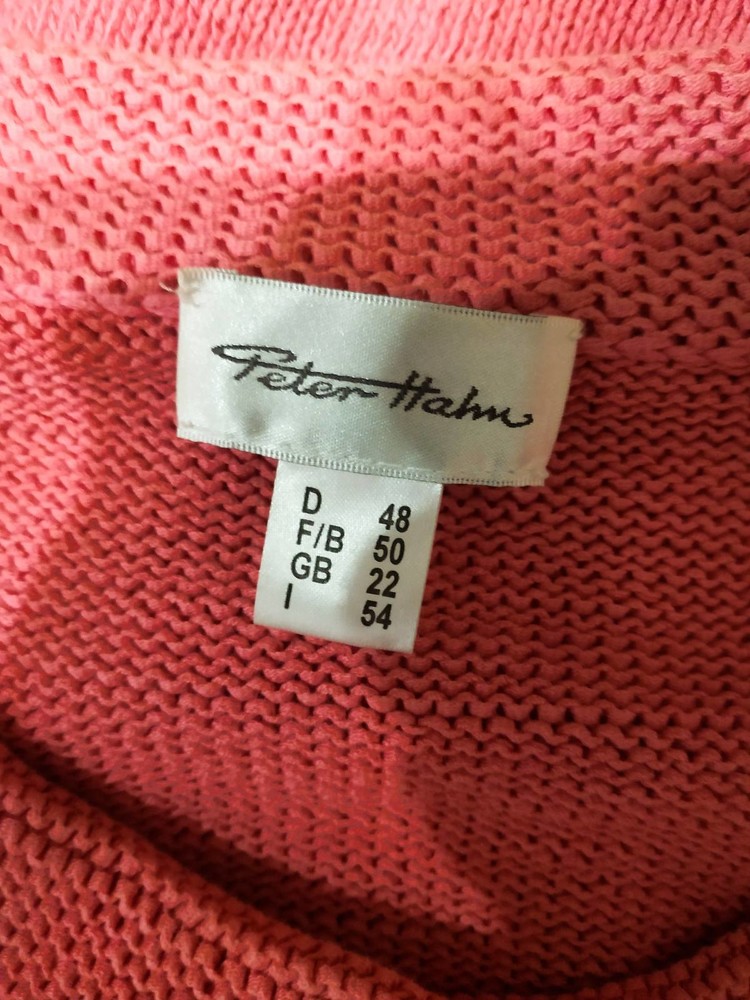 Peter Hahn
D 48
F/B 50
GB 22
I 54